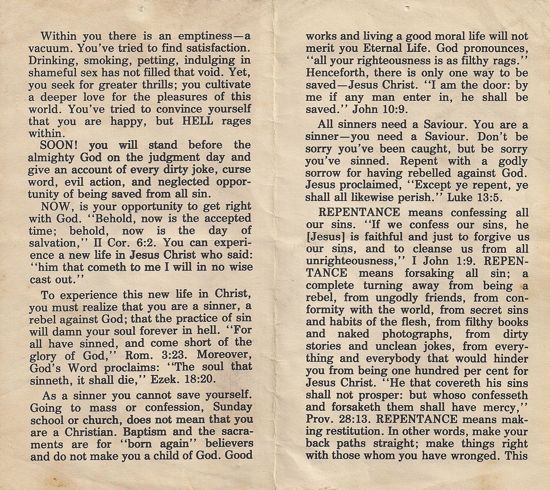 Within you there is an emptiness—a
vacuum. You've tried to find satisfaction.
Drinking, smoking, petting, indulging in
shameful sex has not filled that void. Yet,
you seek for greater thrills; you cultivate
a deeper love for the pleasures of this
world. You've tried to convince yourself
that you are happy, but HELL rages
within.
SOON! you will stand before the
almighty God on the judgment day and
give an account of every dirty joke, curse
word, evil action, and neglected oppor-
tunity of being saved from all sin.
NOW, is your opportunity to get right
with God. "Behold, now is the accepted
time; behold, now is the day of
salvation," II Cor. 6:2. You can experi-
ence a new life in Jesus Christ who said:
"him that cometh to me I will in no wise
cast out."
To experience this new life in Christ,
you must realize that you are a sinner, a
rebel against God; that the practice of sin
will damn your soul forever in hell. "For
all have sinned, and come short of the
glory of God," Rom. 3:23. Moreover,
God's Word proclaims: "The soul that
sinneth, it shall die," Ezek. 18:20.
As a sinner you cannot save yourself.
Going to mass or confession, Sunday
school or church, does not mean that you
are a Christian. Baptism and the sacra-
ments are for "born again" believers
and do not make you a child of God. Good
works and living a good moral life will not
merit you Eternal Life. God pronounces,
"all your righteousness is as filthy rags."
Henceforth, there is only one way to be
saved—Jesus Christ. "I am the door: by
me if any man enter in, he shall be
saved." John 10:9.
All sinners need a Saviour. You are a
sinner—you need a Saviour. Don't be
sorry you've been caught, but be sorry
you've sinned. Repent with a godly
sorrow for having rebelled against God.
Jesus proclaimed, "Except ye repent, ye
shall all likewise perish." Luke 13:5.
REPENTANCE means confessing all
our sins. "If we confess our sins, he
[Jesus] is faithful and just to forgive us
our sins, and to cleanse us from all
unrighteousness," I John 1:9. REPEN-
TANCE means forsaking all sin; a
complete turning away from being a
rebel, from ungodly friends, from con-
formity with the world, from secret sins
and habits of the flesh, from filthy books
and naked photographs, from dirty
stories and unclean jokes, from every-
thing and everybody that would hinder
you from being one hundred per cent for
Jesus Christ. "He that covereth his sins
shall not prosper: but whoso confesseth
and forsaketh them shall have mercy,"
Prov. 28:13. REPENTANCE means mak-
ing restitution. In other words, make your
back paths straight; make things right
with those whom you have wronged. This